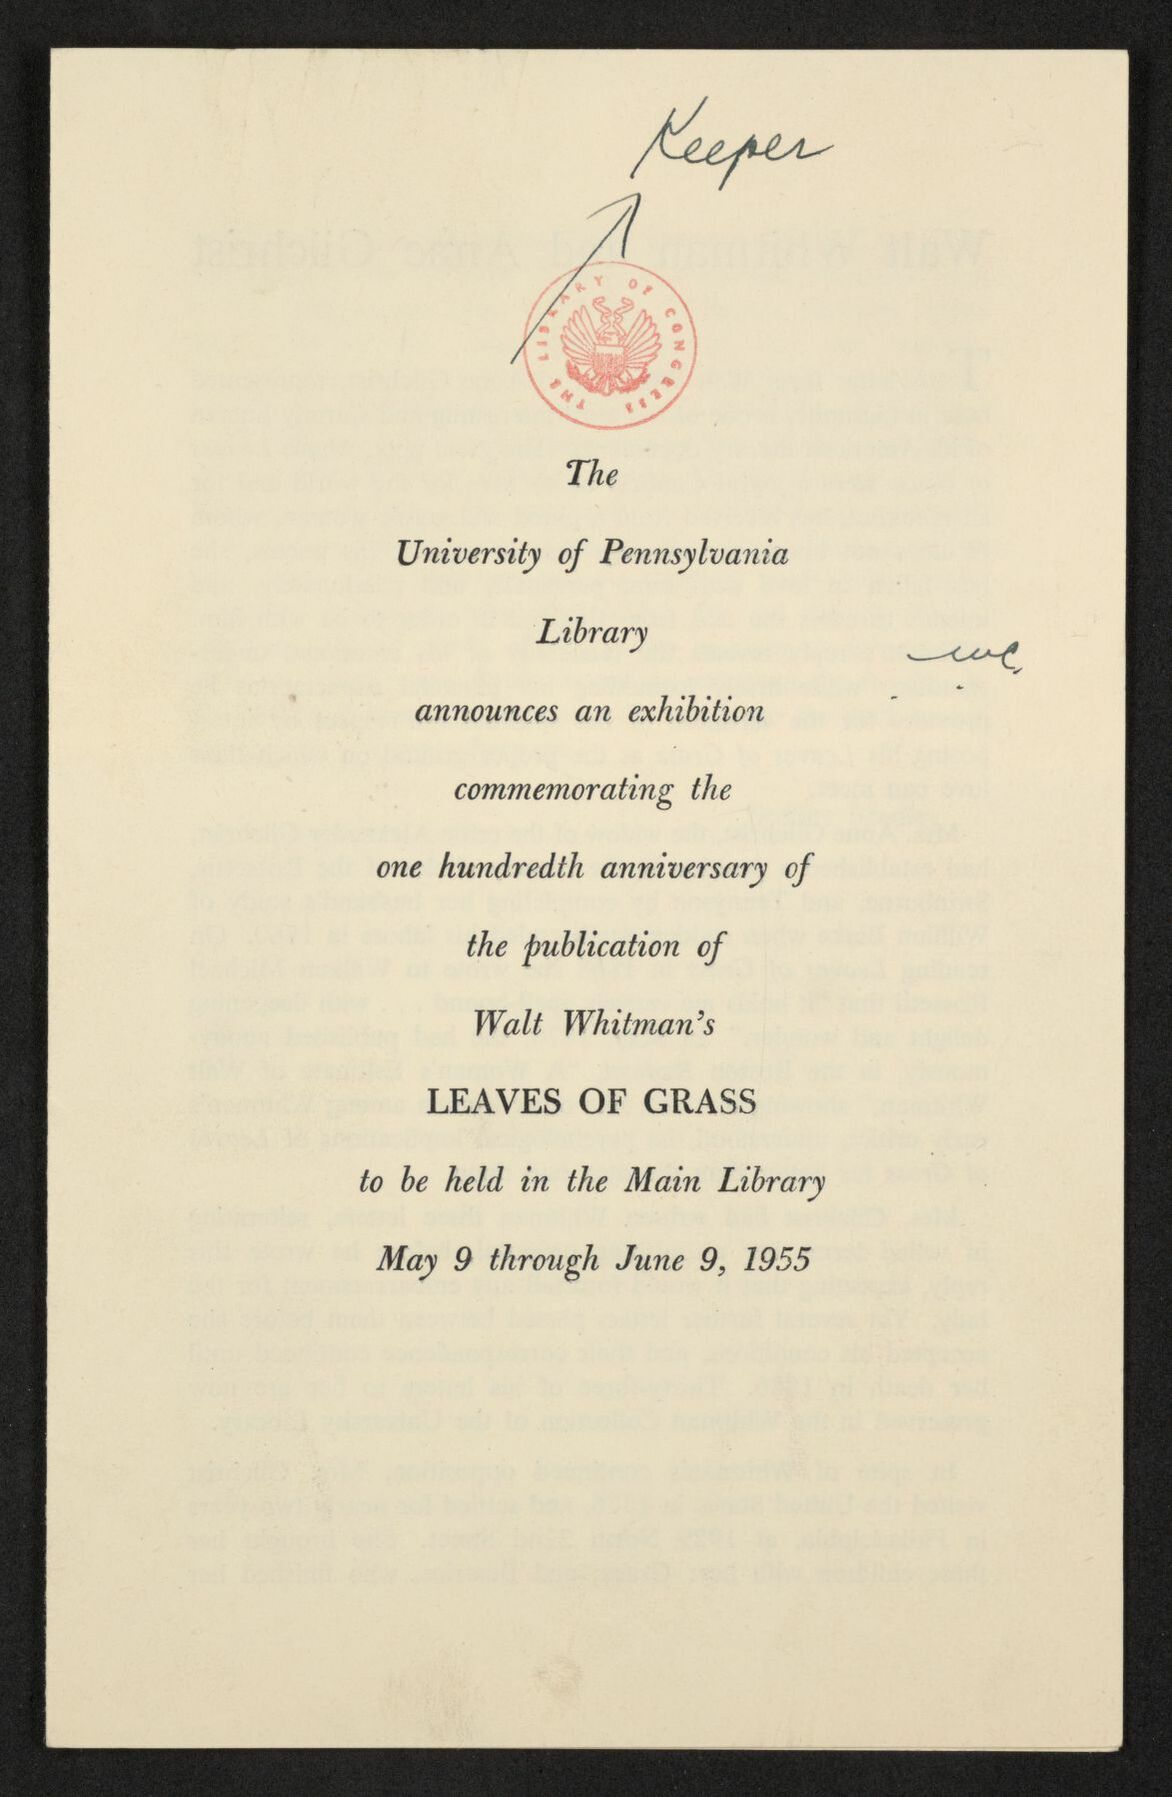 Keeper
THE LIBRARY OF CONGRESS
The
University of Pennsylvania
Library
announces an exhibition
commemorating the
one hundredth anniversary of
the publication of
Walt Whitman's
LEAVES OF GRASS
to be held in the Main Library
May 9 through June 9, 1955